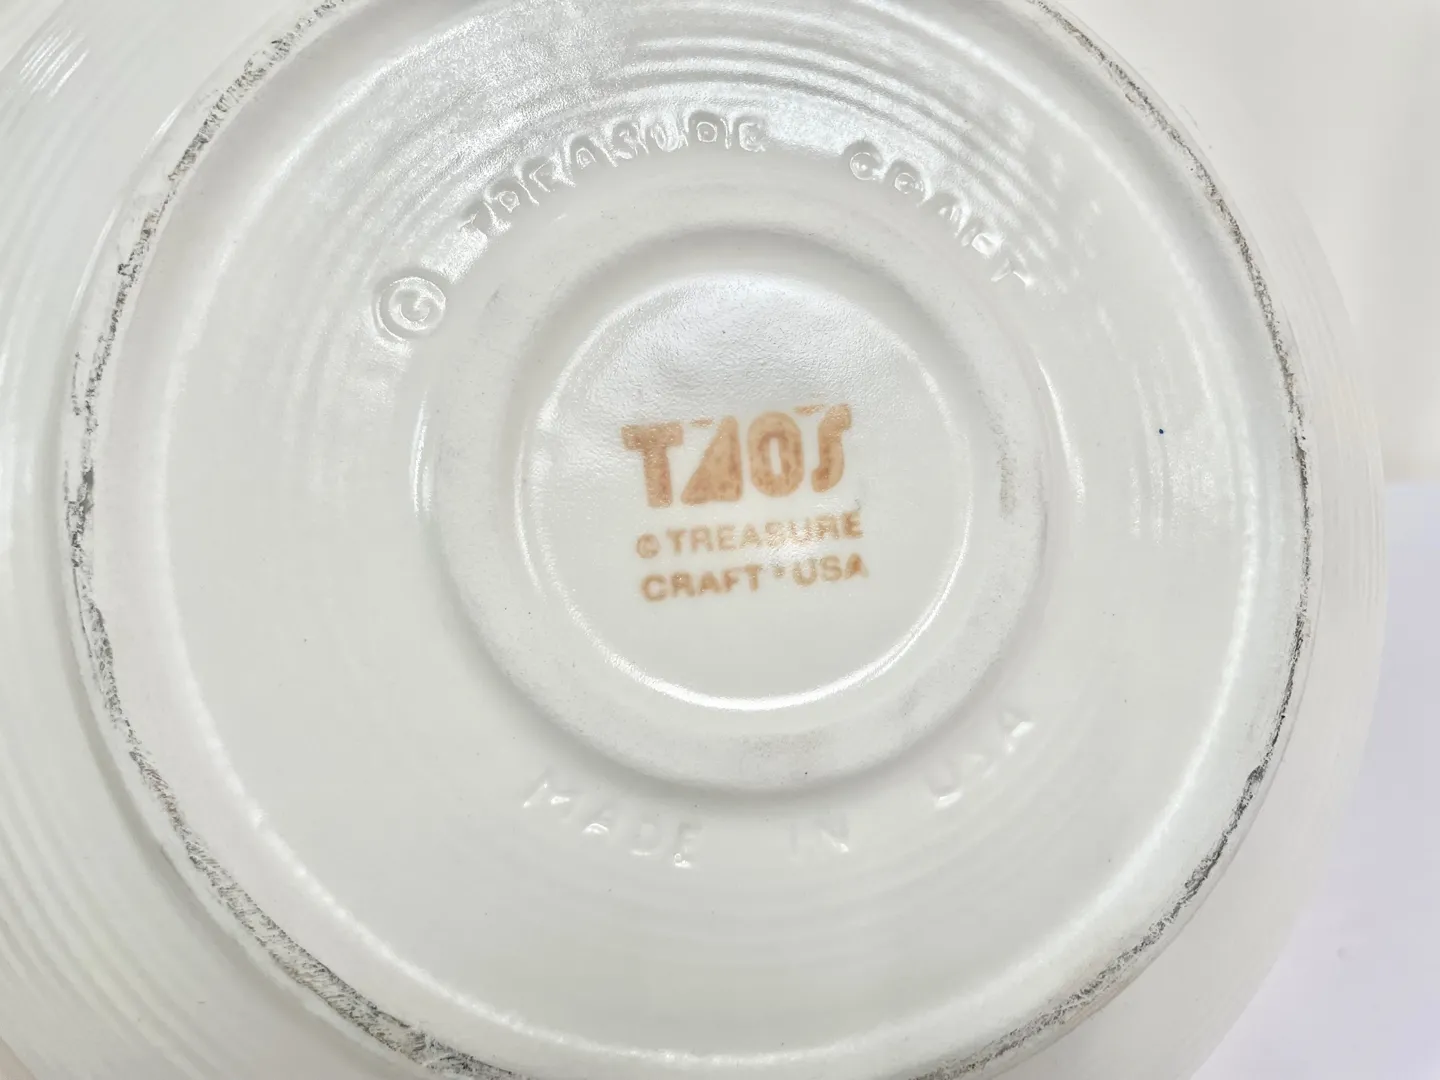 © TREASURE CRAFT
TAOS
© TREASURE
CRAFT • USA
MADE IN USA